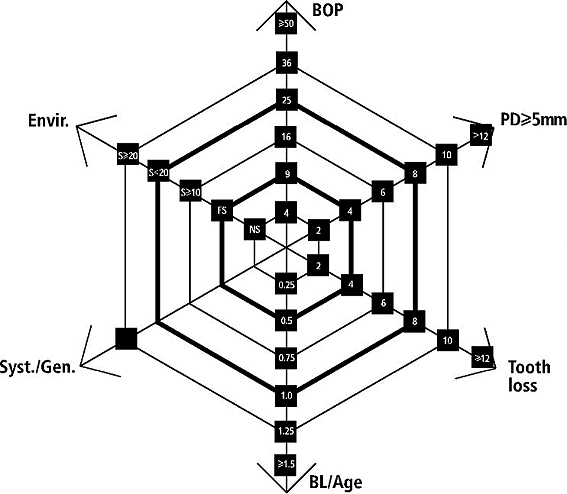 BOP
≥50
36
25
16
9
4
Envir.
S≥20
S<20
S≥10
FS
NS
PD≥5mm
>12
10
8
6
4
2
2
4
6
8
10
≥12
Tooth
loss
0.25
0.5
0.75
1.0
1.25
≥1.5
BL/Age
Syst./Gen.